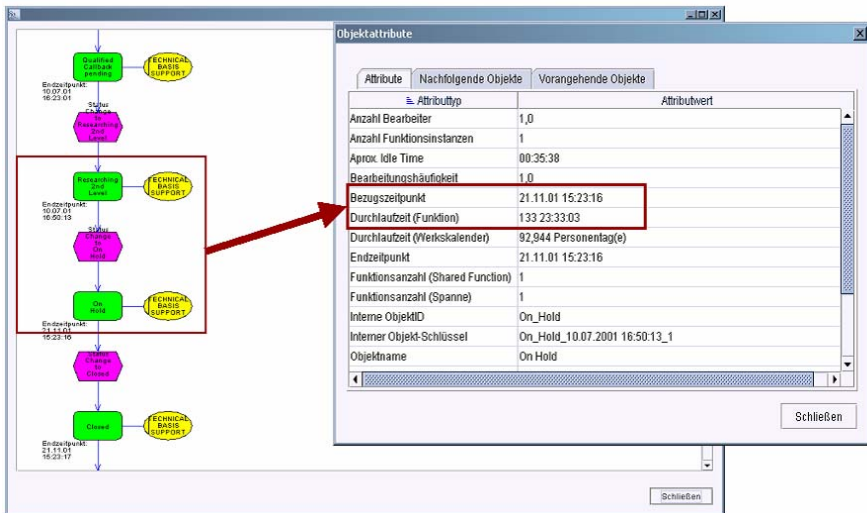 Qualified
Callback
pending
TECHNICAL
BASIS
SUPPORT
Endzeitpunkt:
10.07.01
16:23:01
Status
Change
to
Researching
2nd
Level
Researching
2nd
Level
TECHNICAL
BASIS
SUPPORT
Endzeitpunkt:
10.07.01
16:50:13
Status
Change
to
On
Hold
On
Hold
TECHNICAL
BASIS
SUPPORT
Endzeitpunkt:
21.11.01
15:23:16
Status
Change
to
Closed
Closed
TECHNICAL
BASIS
SUPPORT
Endzeitpunkt:
21.11.01
15:23:17
Schließen
Objektattribute
Attribute Nachfolgende Objekte Vorangehende Objekte
Attributtyp Attributwert
Anzahl Bearbeiter 1,0
Anzahl Funktionsinstanzen 1
Aprox. Idle Time 00:35:38
Bearbeitungshäufigkeit 1,0
Bezugszeitpunkt 21.11.01 15:23:16
Durchlaufzeit (Funktion) 133 23:33:03
Durchlaufzeit (Werkskalender) 92,944 Personentag(e)
Endzeitpunkt 21.11.01 15:23:16
Funktionsanzahl (Shared Function) 1
Funktionsanzahl (Spanne) 1
Interne ObjektID On_Hold
Interner Objekt-Schlüssel On_Hold_10.07.2001 16:50:13_1
Objektname On Hold
Schließen